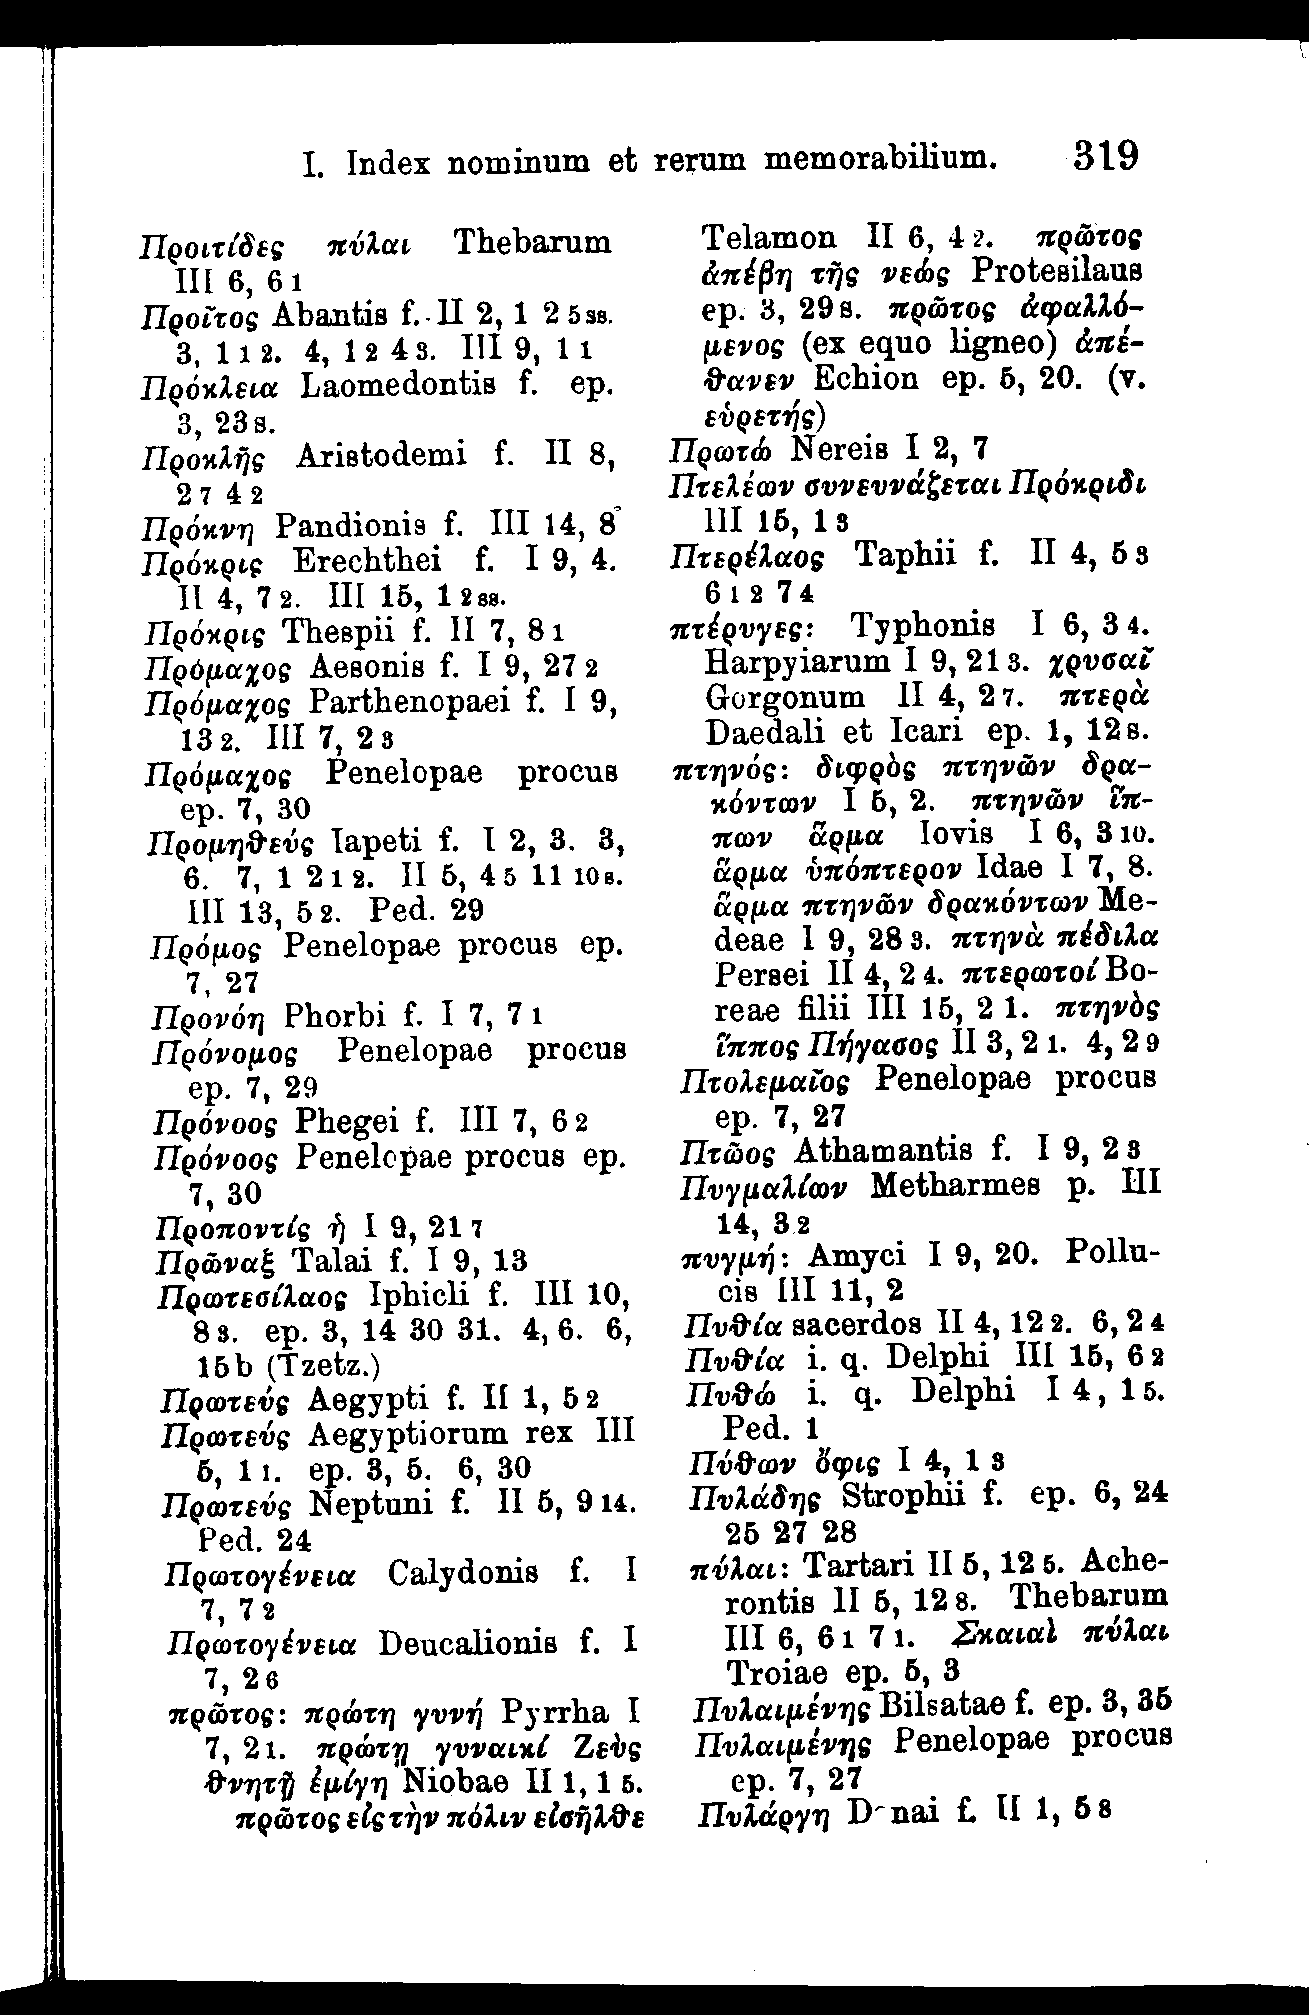 I. Index nominum et rerum memorabilium. 319
Προιτίδες πύλαι Thebarum
III 6, 6 1
Προῖτος Abantis f. II 2, 1 2 5 ss.
3, 1 1 2. 4, 1 2 4 3. III 9, 1 1
Πρόκλεια Laomedontis f. ep.
3, 23 s.
Προκλῆς Aristodemi f. II 8,
2 7 4 2
Πρόκνη Pandionis f. III 14, 8
Πρόκρις Erechthei f. I 9, 4.
II 4, 7 2. III 15, 1 2 ss.
Πρόκρις Thespii f. II 7, 8 1
Πρόμαχος Aesonis f. I 9, 27 2
Πρόμαχος Parthenopaei f. I 9,
13 2. III 7, 2 3
Πρόμαχος Penelopae procus
ep. 7, 30
Προμηθεύς Iapeti f. I 2, 3. 3,
6. 7, 1 2 1 2. II 5, 4 5 11 10 s.
III 13, 5 2. Ped. 29
Πρόμος Penelopae procus ep.
7, 27
Προνόη Phorbi f. I 7, 7 1
Πρόνομος Penelopae procus
ep. 7, 29
Πρόνοος Phegei f. III 7, 6 2
Πρόνοος Penelopae procus ep.
7, 30
Προποντίς ἡ I 9, 21 7
Πρῶναξ Talai f. I 9, 13
Πρωτεσίλαος Iphicli f. III 10,
8 3. ep. 3, 14 30 31. 4, 6. 6,
15b (Tzetz.)
Πρωτεύς Aegypti f. II 1, 5 2
Πρωτεύς Aegyptiorum rex III
5, 1 1. ep. 3, 5. 6, 30
Πρωτεύς Neptuni f. II 5, 9 14.
Ped. 24
Πρωτογένεια Calydonis f. I
7, 7 2
Πρωτογένεια Deucalionis f. I
7, 2 6
πρῶτος: πρώτη γυνή Pyrrha I
7, 2 1. πρώτῃ γυναικί Ζεὺς
θνητῇ ἐμίγη Niobae II 1, 1 5.
πρῶτος εἰς τὴν πόλιν εἰσῆλθε
Telamon II 6, 4 2. πρῶτος
ἀπέβη τῆς νεώς Protesilaus
ep. 3, 29 s. πρῶτος ἀφαλλό-
μενος (ex equo ligneo) ἀπέ-
θανεν Echion ep. 5, 20. (v.
εὑρετής)
Πρωτώ Nereis I 2, 7
Πτελέων συνευνάζεται Πρόκριδι
III 15, 1 3
Πτερέλαος Taphii f. II 4, 5 3
6 1 2 7 4
πτέρυγες: Typhonis I 6, 3 4.
Harpyiarum I 9, 21 3. χρυσαῖ
Gorgonum II 4, 2 7. πτερὰ
Daedali et Icari ep. 1, 12 s.
πτηνός: διφρὸς πτηνῶν δρα-
κόντων I 5, 2. πτηνῶν ἵπ-
πων ἅρμα Iovis I 6, 3 10.
ἅρμα ὑπόπτερον Idae I 7, 8.
ἅρμα πτηνῶν δρακόντων Me-
deae I 9, 28 3. πτηνὰ πέδιλα
Persei II 4, 2 4. πτερωτοί Bo-
reae filii III 15, 2 1. πτηνὸς
ἵππος Πήγασος II 3, 2 1. 4, 2 9
Πτολεμαῖος Penelopae procus
ep. 7, 27
Πτῶος Athamantis f. I 9, 2 3
Πυγμαλίων Metharmes p. III
14, 3 2
πυγμή: Amyci I 9, 20. Pollu-
cis III 11, 2
Πυθία sacerdos II 4, 12 2. 6, 2 4
Πυθία i. q. Delphi III 15, 6 2
Πυθώ i. q. Delphi I 4, 1 5.
Ped. 1
Πύθων ὄφις I 4, 1 3
Πυλάδης Strophii f. ep. 6, 24
25 27 28
πύλαι: Tartari II 5, 12 5. Ache-
rontis II 5, 12 8. Thebarum
III 6, 6 1 7 1. Σκαιαὶ πύλαι
Troiae ep. 5, 3
Πυλαιμένης Bilsatae f. ep. 3, 35
Πυλαιμένης Penelopae procus
ep. 7, 27
Πυλάργη D nai f. II 1, 5 8